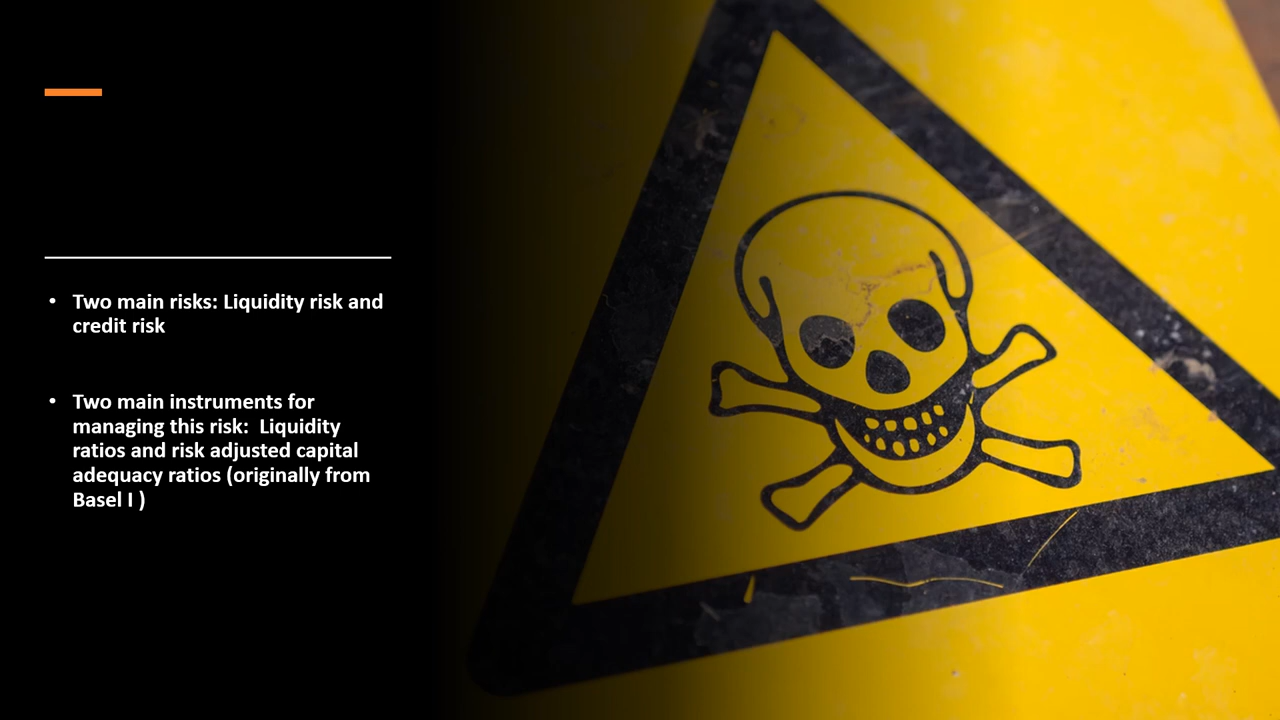 • Two main risks: Liquidity risk and
credit risk
• Two main instruments for
managing this risk:  Liquidity
ratios and risk adjusted capital
adequacy ratios (originally from
Basel I )